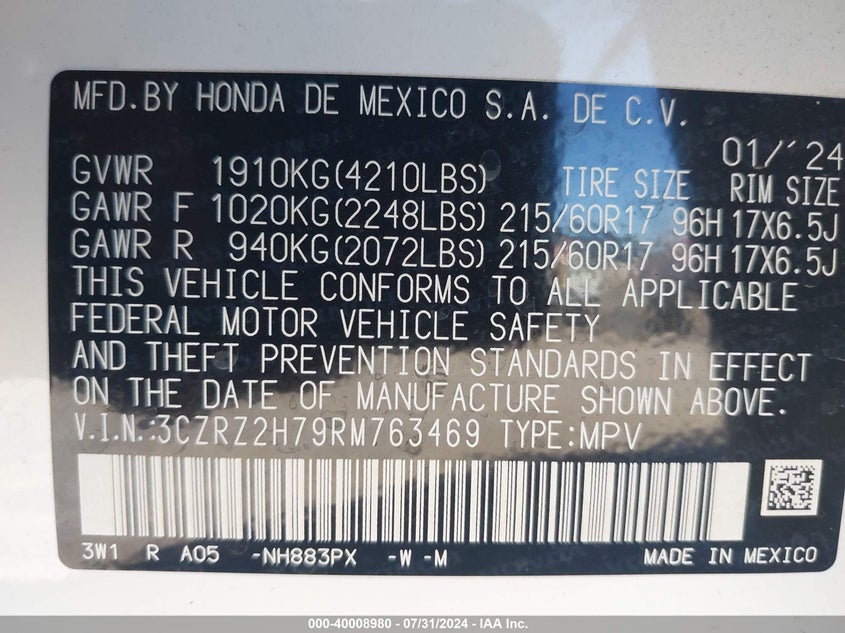 MFD.BY HONDA DE MEXICO S.A. DE C.V.
01/'24
GVWR 1910KG(4210LBS) TIRE SIZE RIM SIZE
GAWR F 1020KG(2248LBS) 215/60R17 96H 17X6.5J
GAWR R 940KG(2072LBS) 215/60R17 96H 17X6.5J
THIS VEHICLE CONFORMS TO ALL APPLICABLE
FEDERAL MOTOR VEHICLE SAFETY
AND THEFT PREVENTION STANDARDS IN EFFECT
ON THE DATE OF MANUFACTURE SHOWN ABOVE.
V.I.N.:3CZRZ2H79RM763469 TYPE:MPV
3W1 R A05 -NH883PX -W -M MADE IN MEXICO
000-40008980 - 07/31/2024 - IAA Inc.